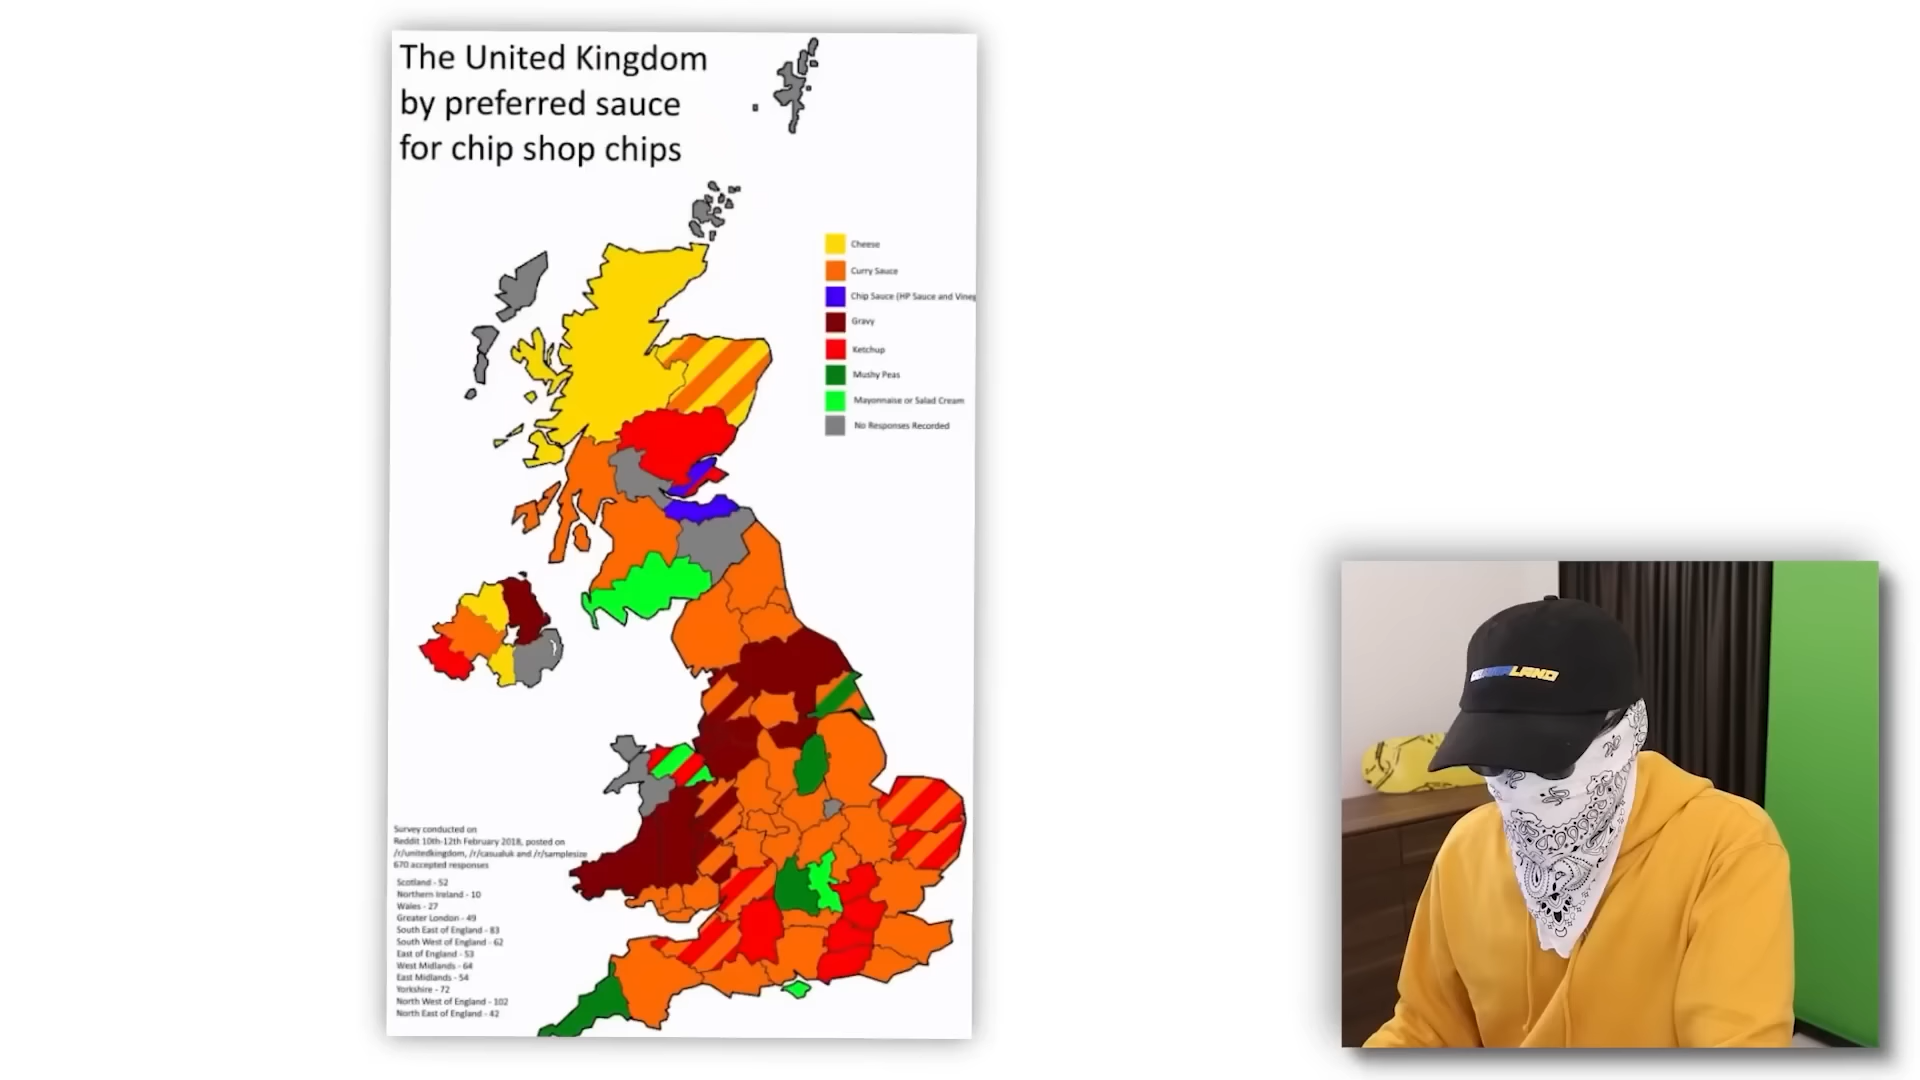 The United Kingdom
by preferred sauce
for chip shop chips
Cheese
Curry Sauce
Chip Sauce (HP Sauce and Vineg
Gravy
Ketchup
Mushy Peas
Mayonnaise or Salad Cream
No Responses Recorded
Survey conducted on
Reddit 10th-12th February 2018, posted on
/r/unitedkingdom, /r/casualuk and /r/samplesize
670 accepted responses
Scotland - 52
Northern Ireland - 10
Wales - 27
Greater London - 49
South East of England - 83
South West of England - 62
East of England - 53
West Midlands - 64
East Midlands - 54
Yorkshire - 72
North West of England - 102
North East of England - 42